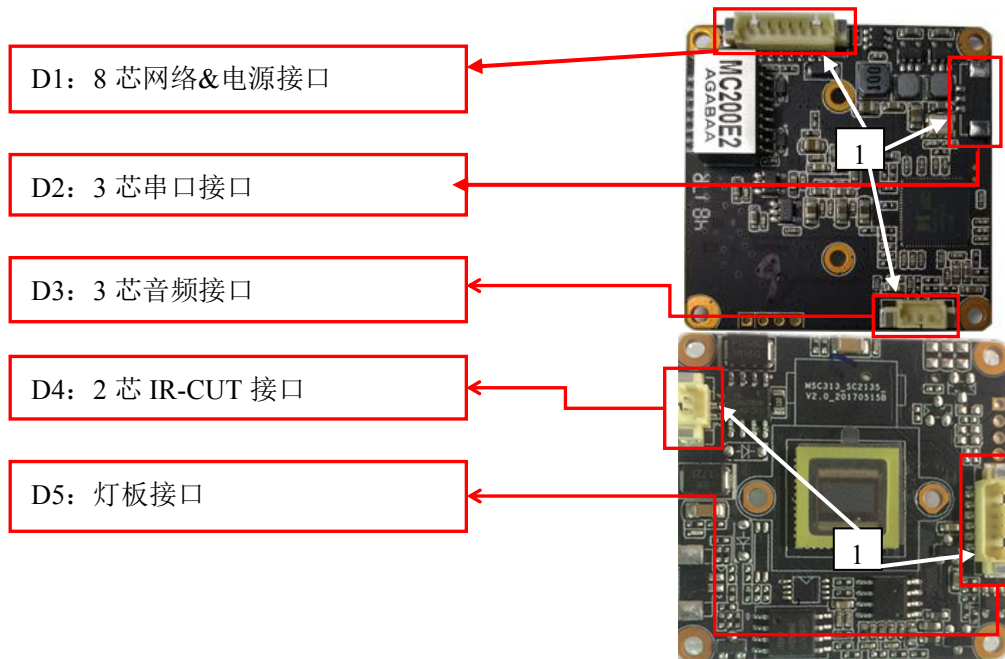 D1：8 芯网络&电源接口
D2：3 芯串口接口
D3：3 芯音频接口
D4：2 芯 IR-CUT 接口
D5：灯板接口
MC200E2
AGABAA
001
1
MSC313_SC2135
V2.0_20170515B
1